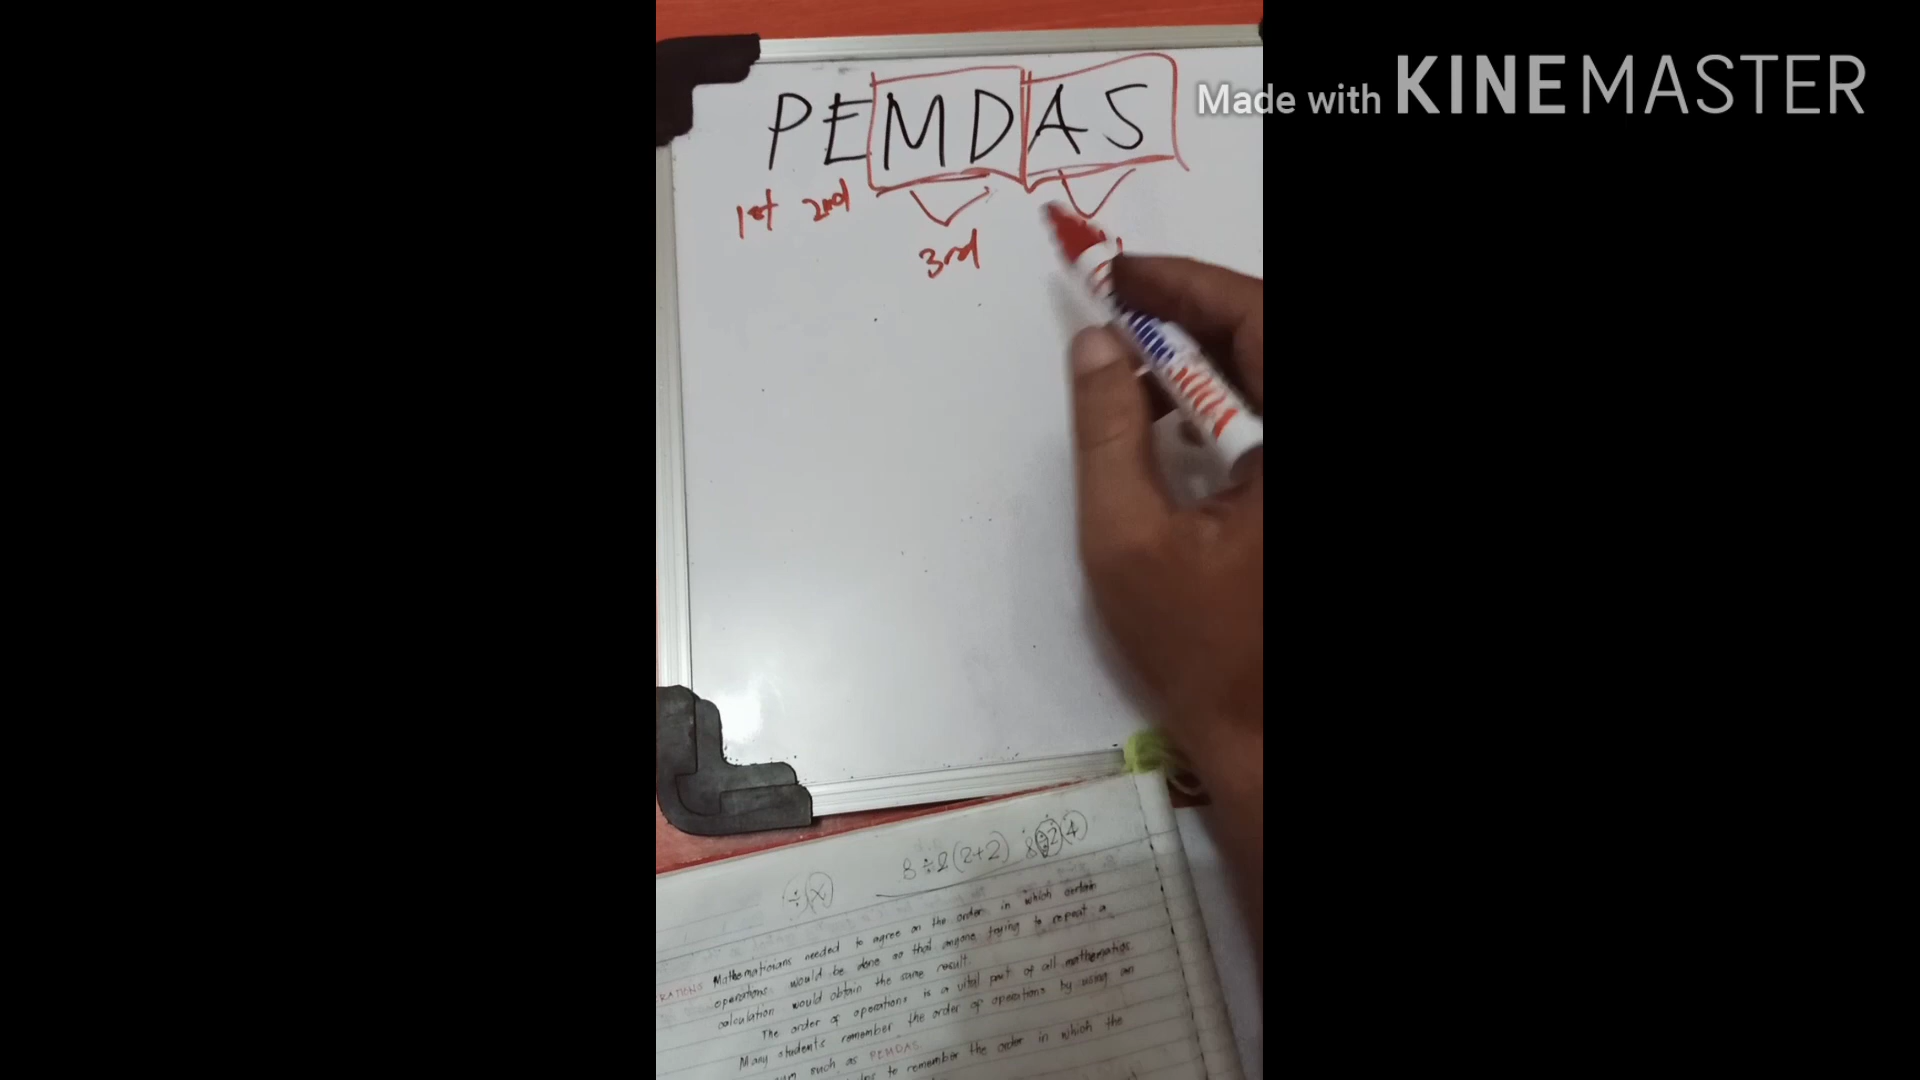 Made with KINEMASTER
PEMDAS
1st 2nd
3rd
8÷2(2+2) 8÷2(4)
÷ x
Mathematicians needed to agree on the order in which certain
operations would be done so that anyone trying to repeat a
calculation would obtain the same result.
The order of operations is a vital part of all mathematics.
Many students remember the order of operations by using an
such as PEMDAS.
to remember the order in which the